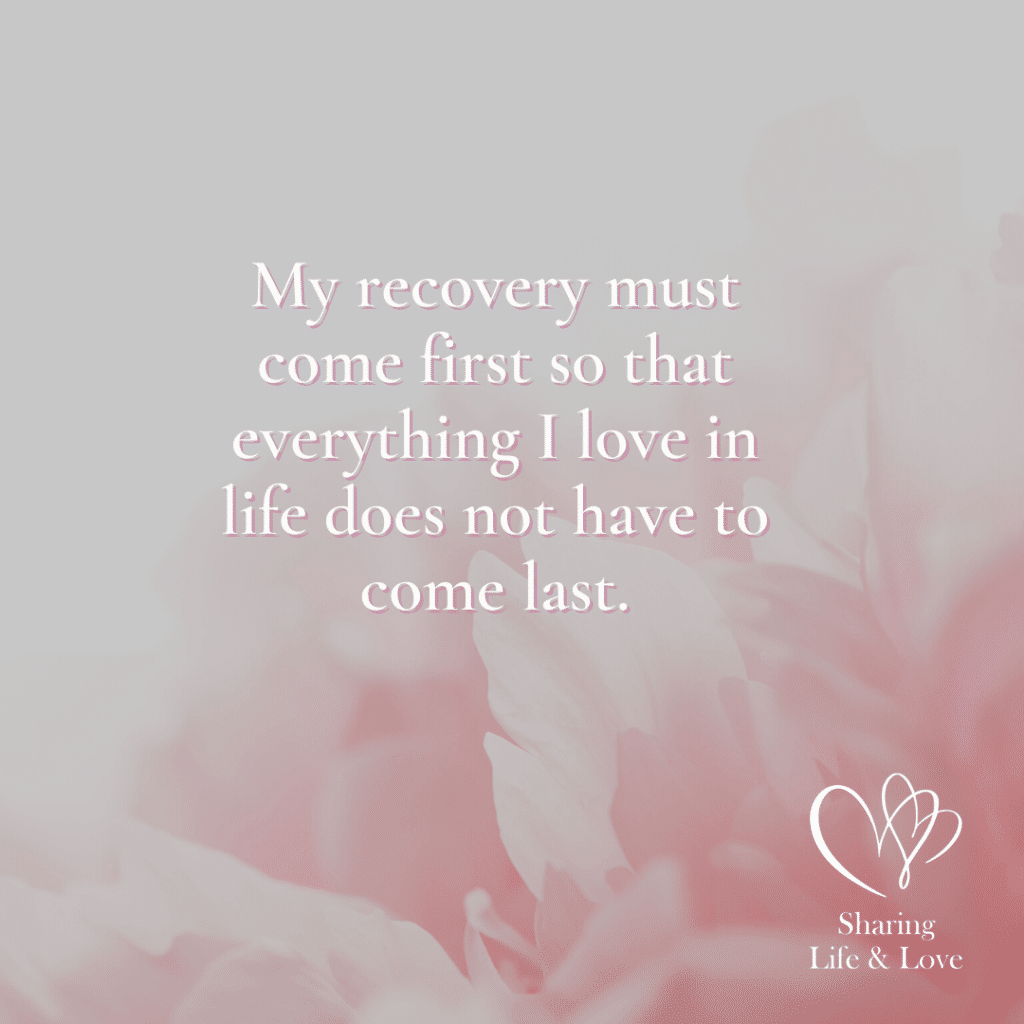 My recovery must
come first so that
everything I love in
life does not have to
come last.
Sharing
Life & Love